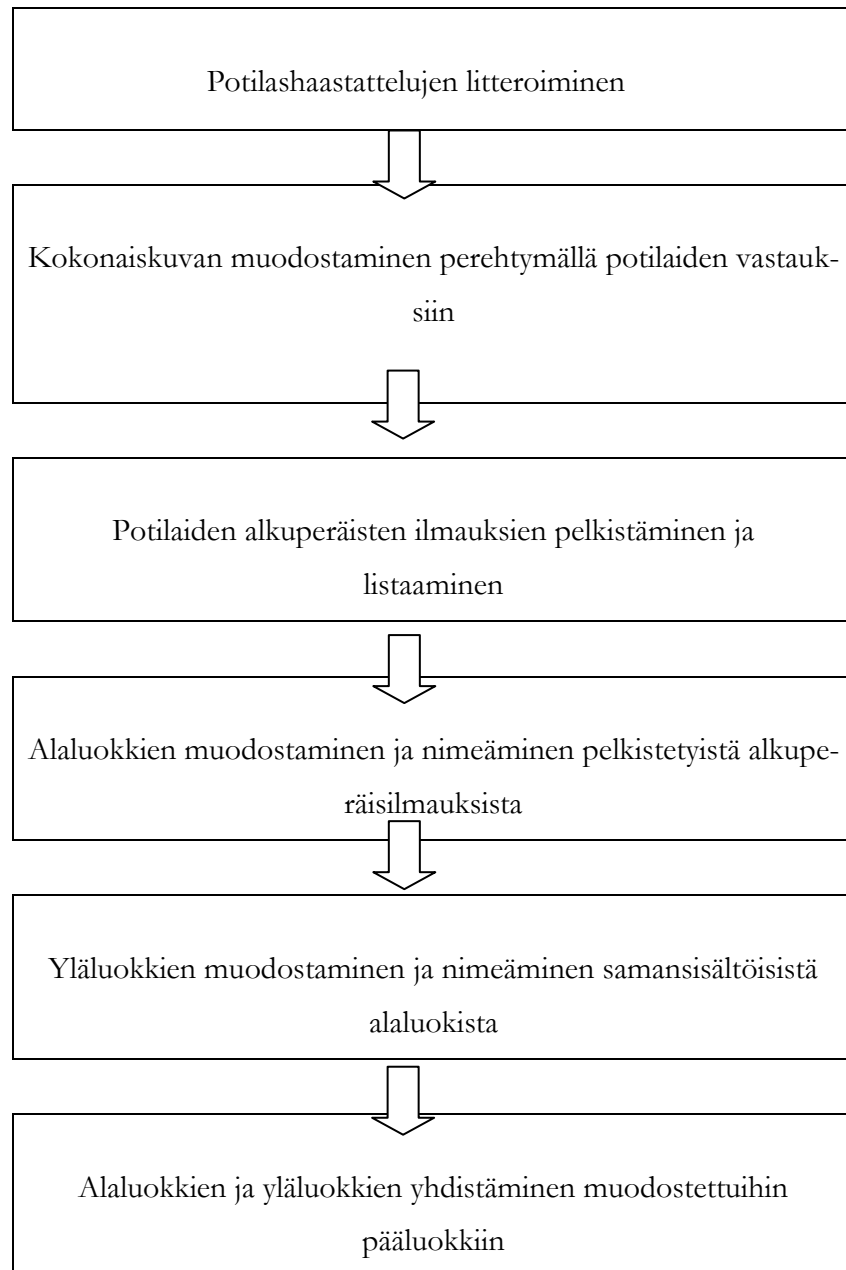 Potilashaastattelujen litteroiminen
Kokonaiskuvan muodostaminen perehtymällä potilaiden vastauk-
siin
Potilaiden alkuperäisten ilmauksien pelkistäminen ja
listaaminen
Alaluokkien muodostaminen ja nimeäminen pelkistetyistä alkupe-
räisilmauksista
Yläluokkien muodostaminen ja nimeäminen samansisältöisistä
alaluokista
Alaluokkien ja yläluokkien yhdistäminen muodostettuihin
pääluokkiin